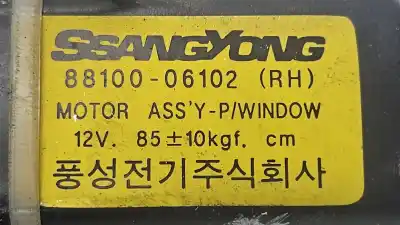 SSANGYONG
88100-06102 (RH)
MOTOR ASS'Y-P/WINDOW
12V. 85±10kgf. cm
풍성전기주식회사